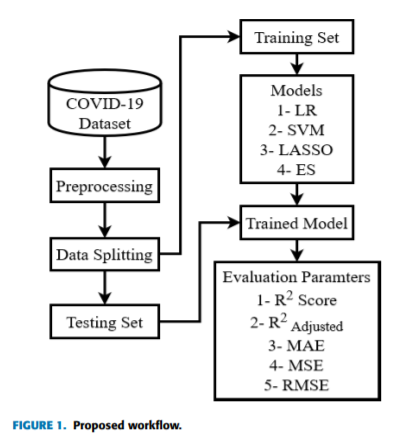 COVID-19
Dataset
Preprocessing
Data Splitting
Testing Set
Training Set
Models
1- LR
2- SVM
3- LASSO
4- ES
Trained Model
Evaluation Paramters
1- R² Score
2- R² Adjusted
3- MAE
4- MSE
5- RMSE
FIGURE 1. Proposed workflow.